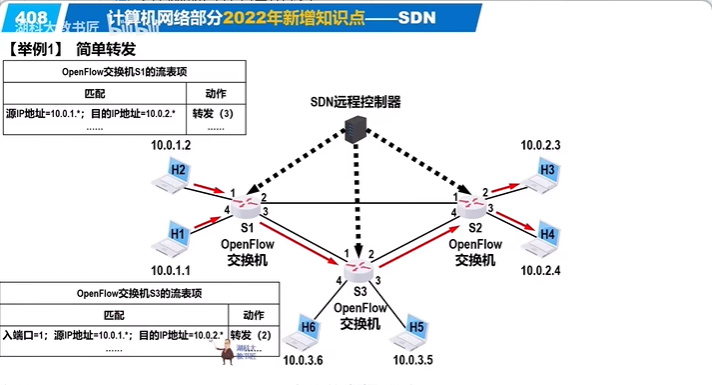 408
计算机网络部分2022年新增知识点——SDN
湖科大教书匠 bilibili
【举例1】 简单转发
OpenFlow交换机S1的流表项
匹配 动作
源IP地址=10.0.1.*；目的IP地址=10.0.2.* 转发（3）
…… ……
SDN远程控制器
10.0.1.2
10.0.2.3
H2
H3
1
2
1
2
4
3
4
3
H1
S1
S2
H4
OpenFlow
交换机
OpenFlow
交换机
10.0.1.1
10.0.2.4
1
2
4
3
S3
OpenFlow
交换机
OpenFlow交换机S3的流表项
匹配 动作
入端口=1；源IP地址=10.0.1.*；目的IP地址=10.0.2.* 转发（2）
…… ……
湖科大
教书匠
H6
H5
10.0.3.6
10.0.3.5